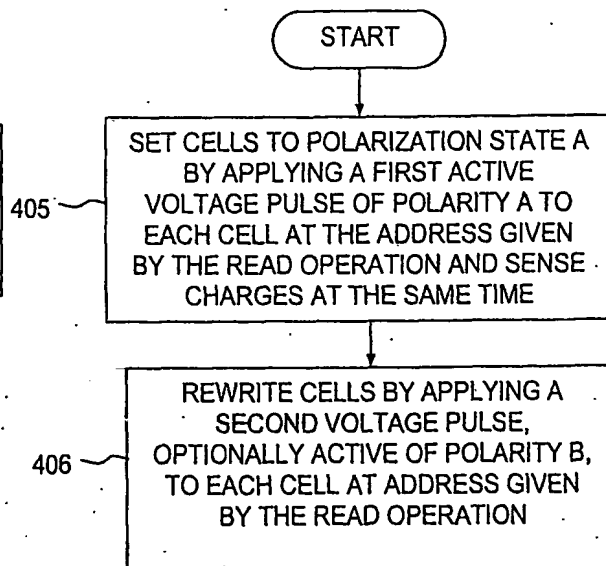 START
405
SET CELLS TO POLARIZATION STATE A
BY APPLYING A FIRST ACTIVE
VOLTAGE PULSE OF POLARITY A TO
EACH CELL AT THE ADDRESS GIVEN
BY THE READ OPERATION AND SENSE
CHARGES AT THE SAME TIME
406
REWRITE CELLS BY APPLYING A
SECOND VOLTAGE PULSE,
OPTIONALLY ACTIVE OF POLARITY B,
TO EACH CELL AT ADDRESS GIVEN
BY THE READ OPERATION